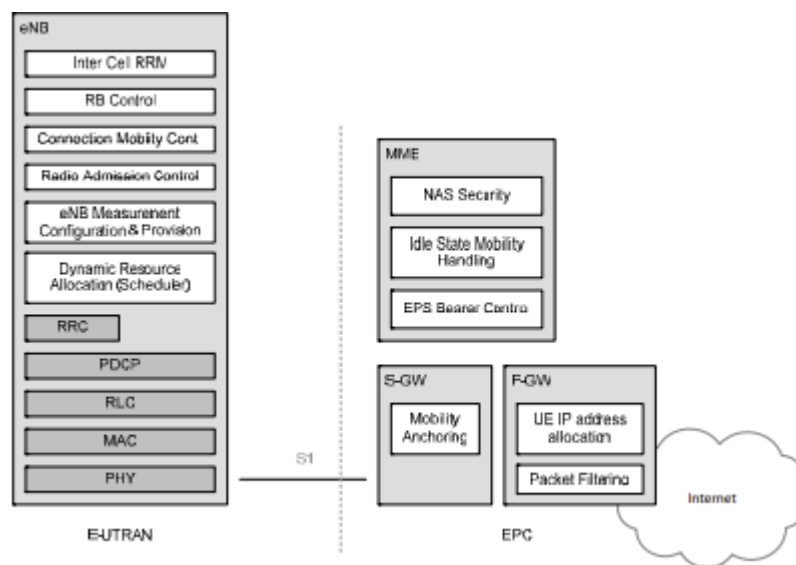 eNB
Inter Cell RRM
RB Control
Connection Mobility Cont
Radio Admission Control
eNB Measurement
Configuration & Provision
Dynamic Resource
Allocation (Scheduler)
RRC
PDCP
RLC
MAC
PHY
E-UTRAN
S1
MME
NAS Security
Idle State Mobility
Handling
EPS Bearer Contro
S-GW
Mobility
Anchoring
P-GW
UE IP address
allocation
Packet Filtering
EPC
Internet